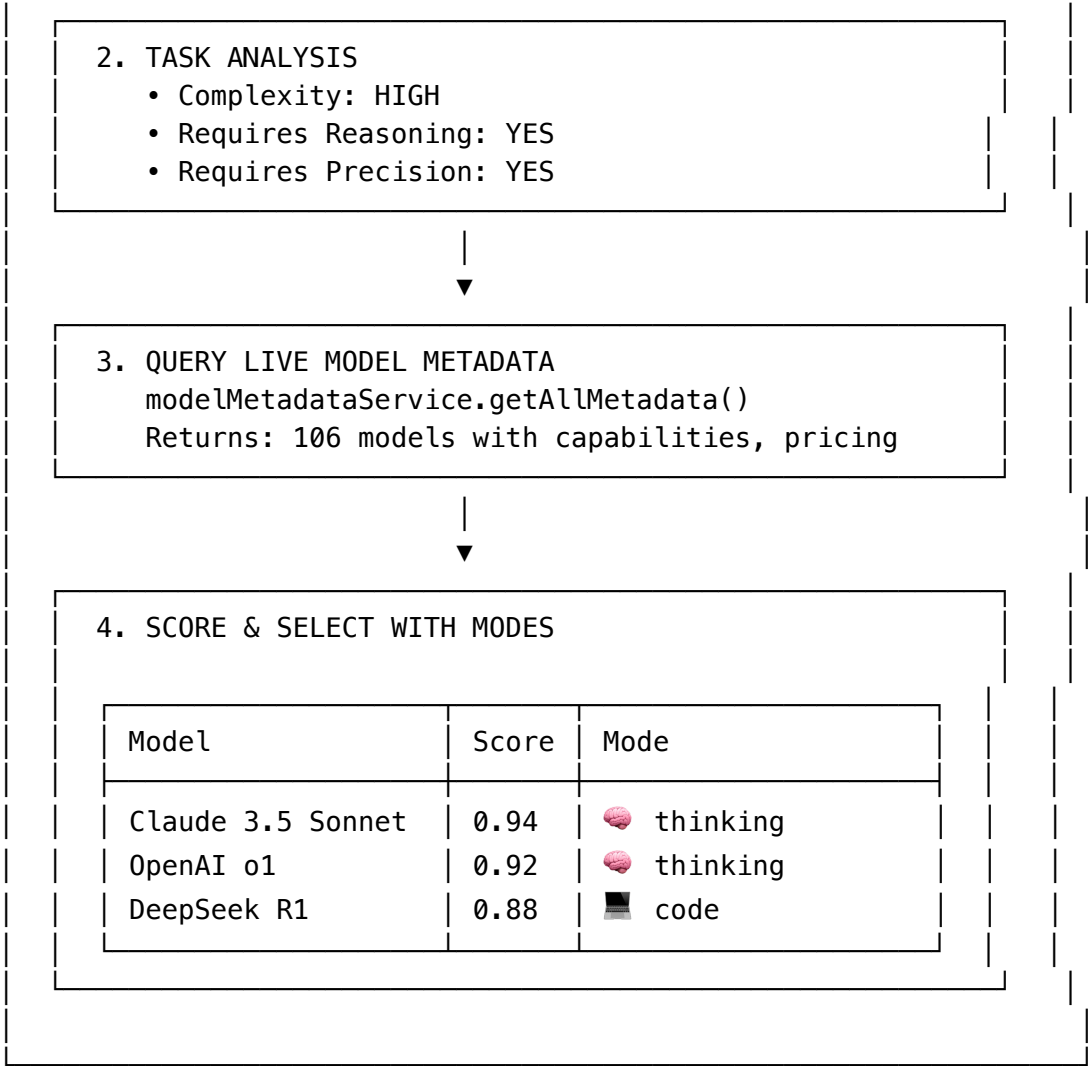 2. TASK ANALYSIS
• Complexity: HIGH
• Requires Reasoning: YES
• Requires Precision: YES
3. QUERY LIVE MODEL METADATA
modelMetadataService.getAllMetadata()
Returns: 106 models with capabilities, pricing
4. SCORE & SELECT WITH MODES
Model Score Mode
Claude 3.5 Sonnet 0.94 🧠 thinking
OpenAI o1 0.92 🧠 thinking
DeepSeek R1 0.88 💻 code